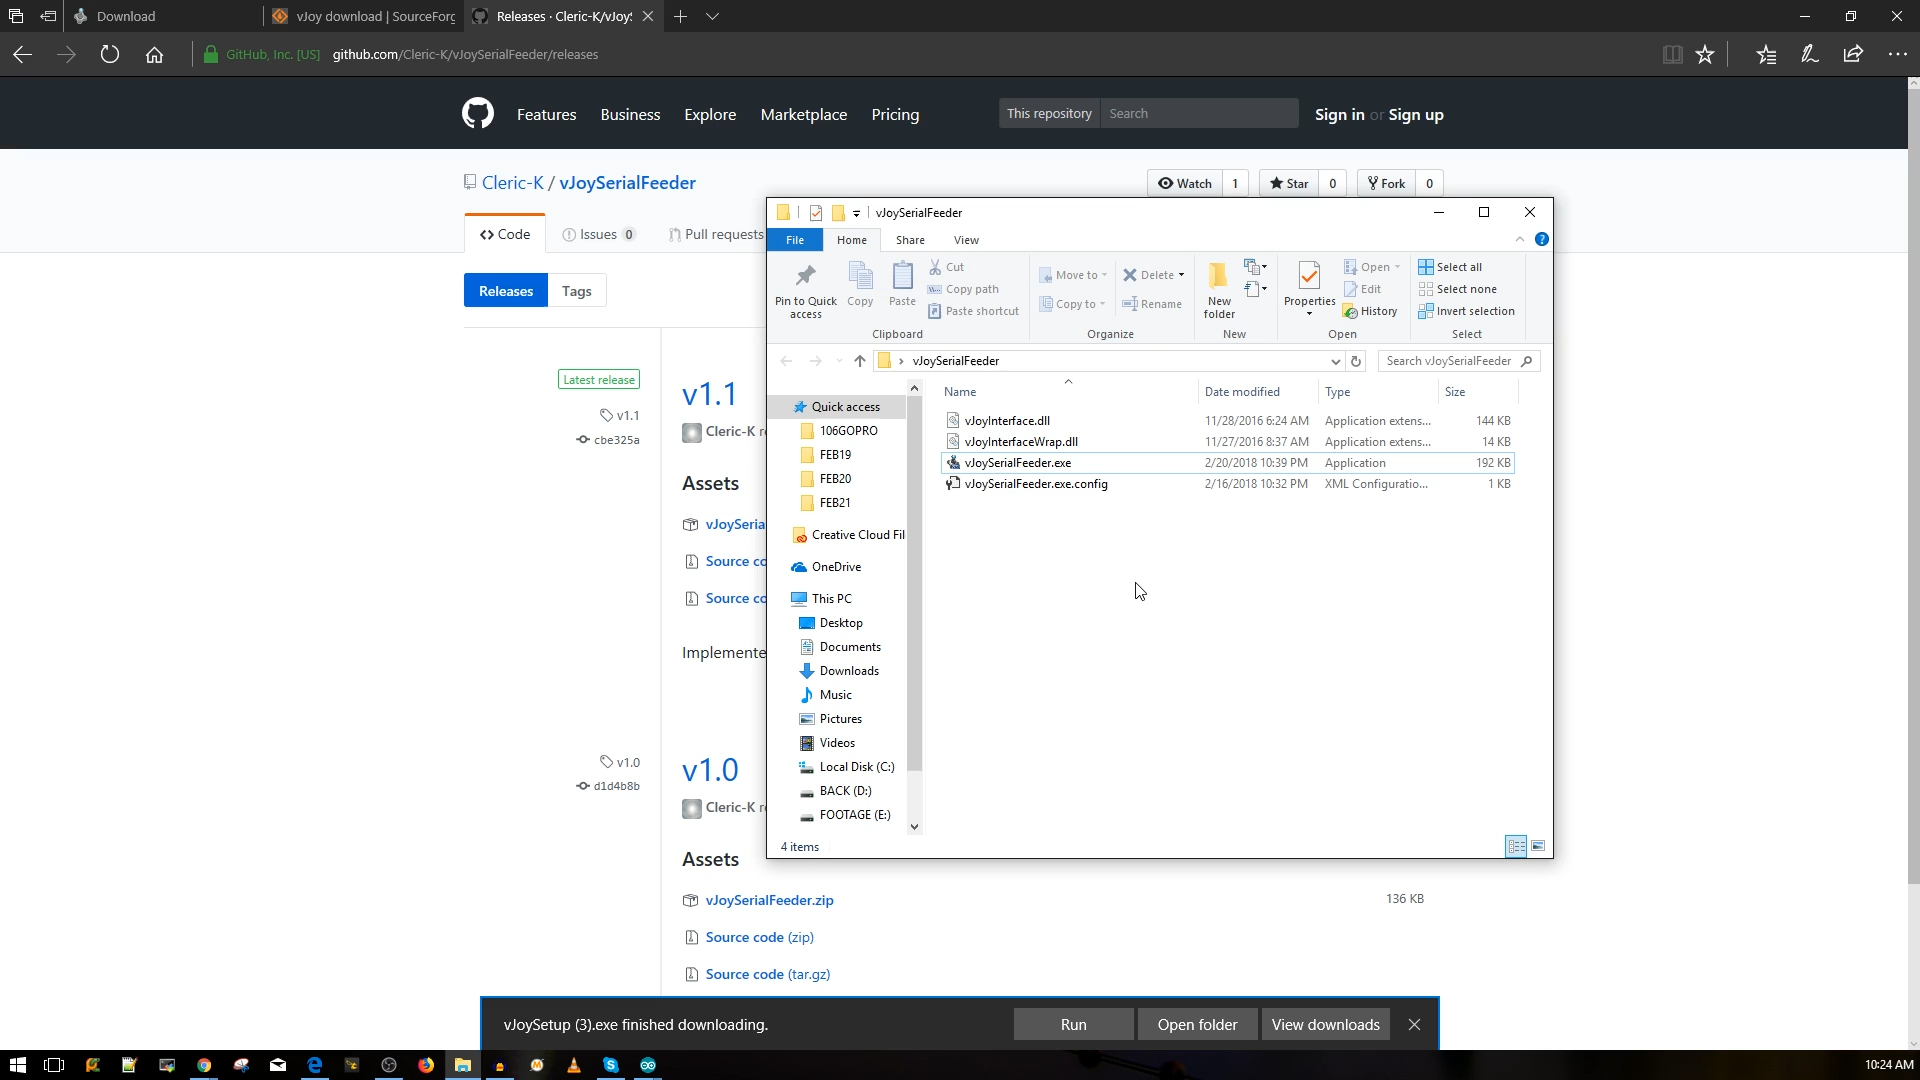 Download
vJoy download | SourceForg
Releases · Cleric-K/vJoyS
GitHub, Inc. [US] github.com/Cleric-K/vJoySerialFeeder/releases
Features Business Explore Marketplace Pricing
This repository Search
Sign in or Sign up
Cleric-K / vJoySerialFeeder
Watch 1 Star 0 Fork 0
Code Issues 0 Pull requests
Releases Tags
Latest release
v1.1
cbe325a
v1.1
Cleric-K re
Assets
vJoySeria
Source co
Source co
Implemente
v1.0
d1d4b8b
v1.0
Cleric-K re
Assets
vJoySerialFeeder.zip 136 KB
Source code (zip)
Source code (tar.gz)
vJoySerialFeeder
File Home Share View
Pin to Quick access
Copy
Paste
Cut
Copy path
Paste shortcut
Clipboard
Move to
Copy to
Delete
Rename
Organize
New folder
New
Properties
Open
Edit
History
Open
Select all
Select none
Invert selection
Select
vJoySerialFeeder
Search vJoySerialFeeder
Name Date modified Type Size
vJoyInterface.dll 11/28/2016 6:24 AM Application extens... 144 KB
vJoyInterfaceWrap.dll 11/27/2016 8:37 AM Application extens... 14 KB
vJoySerialFeeder.exe 2/20/2018 10:39 PM Application 192 KB
vJoySerialFeeder.exe.config 2/16/2018 10:32 PM XML Configuratio... 1 KB
Quick access
106GOPRO
FEB19
FEB20
FEB21
Creative Cloud Fil
OneDrive
This PC
Desktop
Documents
Downloads
Music
Pictures
Videos
Local Disk (C:)
BACK (D:)
FOOTAGE (E:)
4 items
vJoySetup (3).exe finished downloading.
Run
Open folder
View downloads
10:24 AM